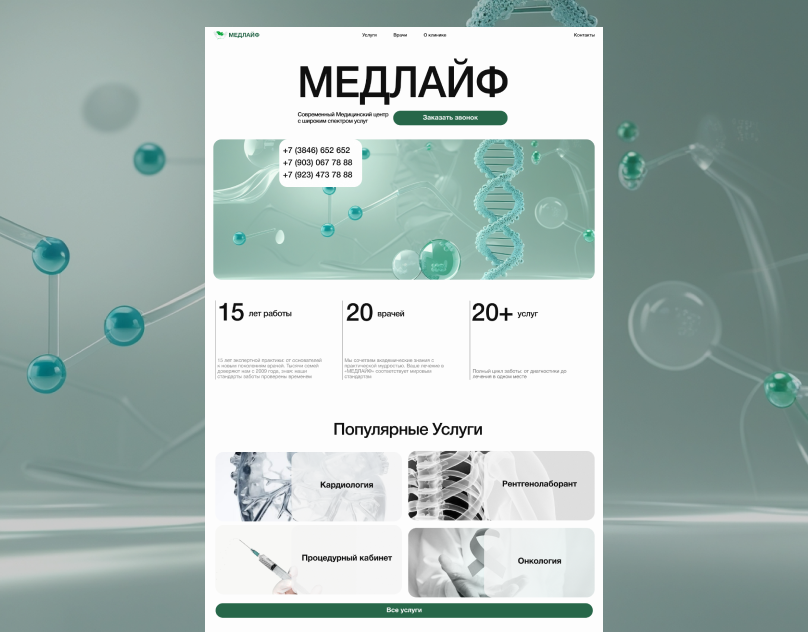 МЕДЛАЙФ
Услуги Врачи О клинике Контакты
МЕДЛАЙФ
Современный Медицинский центр
с широким спектром услуг
Заказать звонок
+7 (3846) 652 652
+7 (903) 067 78 88
+7 (923) 473 78 88
15 лет работы
20 врачей
20+ услуг
15 лет экспертной практики: от основателей
к новым поколениям врачей. Тысячи семей
доверяют нам с 2009 года, зная: наши
стандарты заботы проверены временем
Мы сочетаем академические знания с
практической мудростью. Ваше лечение в
«МЕДЛАЙФ» соответствует мировым
стандартам
Полный цикл заботы: от диагностики до
лечения в одном месте
Популярные Услуги
Кардиология
Рентгенолаборант
Процедурный кабинет
Онкология
Все услуги